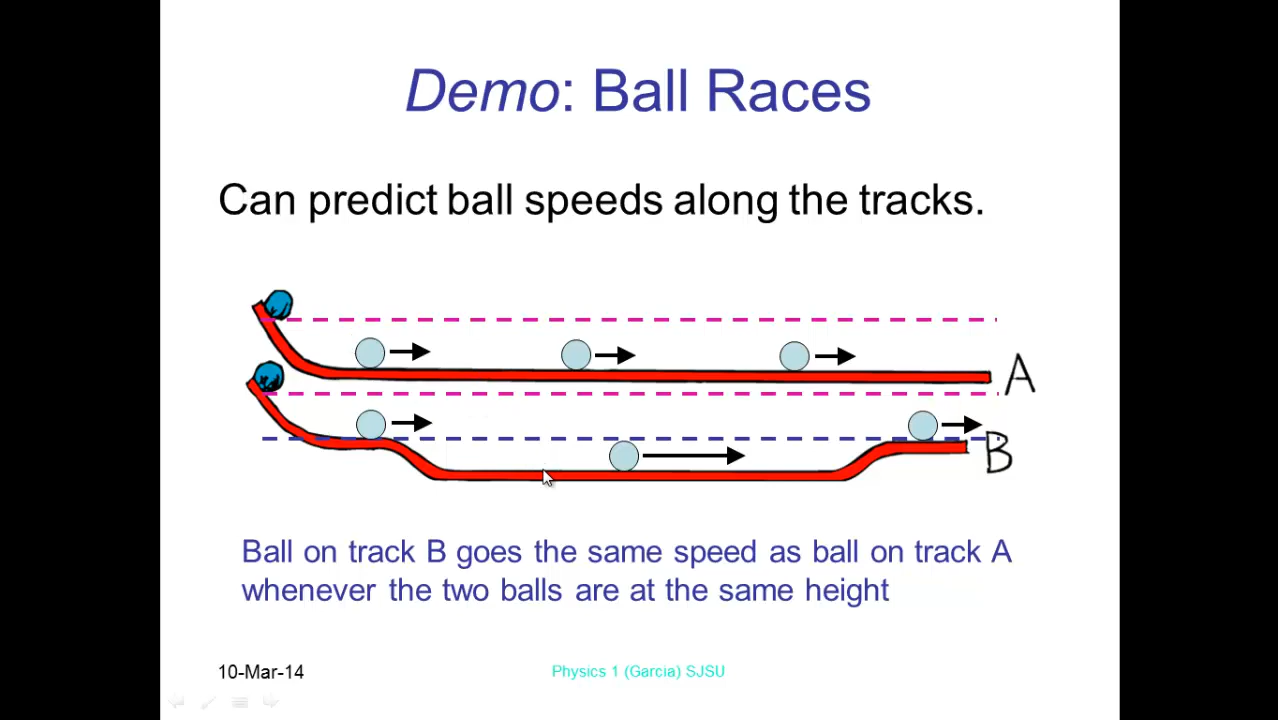 Demo: Ball Races
Can predict ball speeds along the tracks.
A
B
Ball on track B goes the same speed as ball on track A
whenever the two balls are at the same height
10-Mar-14
Physics 1 (Garcia) SJSU